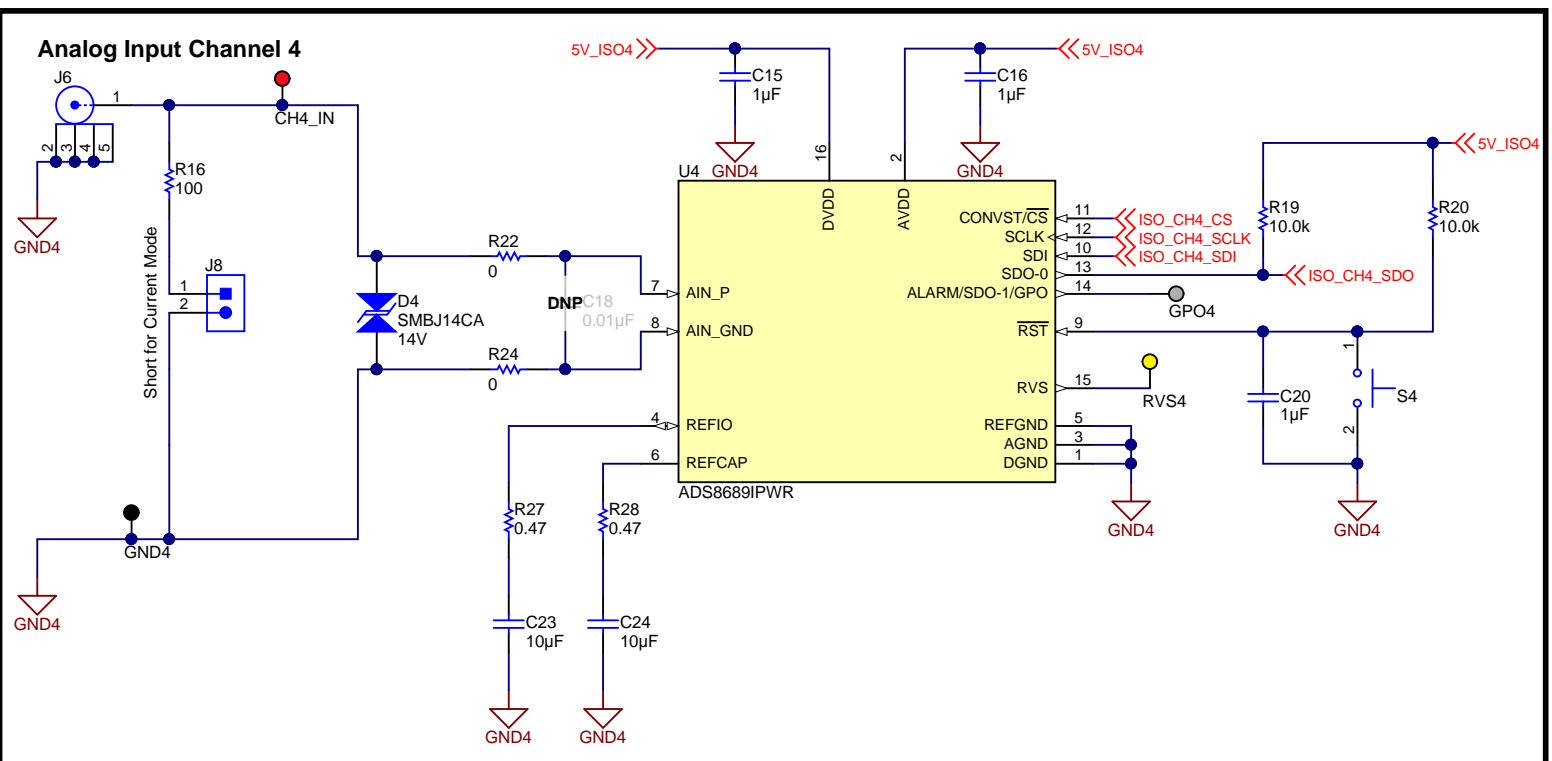 Analog Input Channel 4
J6
1
2
3
4
5
GND4
R16
100
CH4_IN
Short for Current Mode
J8
1
2
GND4
GND4
D4
SMBJ14CA
14V
R22
0
R24
0
DNP
C18
0.01µF
5V_ISO4
C15
1µF
GND4
5V_ISO4
C16
1µF
GND4
U4
16
2
DVDD
AVDD
7
AIN_P
8
AIN_GND
4
REFIO
6
REFCAP
CONVST/CS
11
ISO_CH4_CS
SCLK
12
ISO_CH4_SCLK
SDI
10
ISO_CH4_SDI
SDO-0
13
ISO_CH4_SDO
ALARM/SDO-1/GPO
14
GPO4
RST
9
RVS
15
RVS4
REFGND
5
AGND
3
DGND
1
GND4
ADS8689IPWR
5V_ISO4
R19
10.0k
R20
10.0k
C20
1µF
1
2
S4
GND4
R27
0.47
R28
0.47
C23
10µF
C24
10µF
GND4
GND4